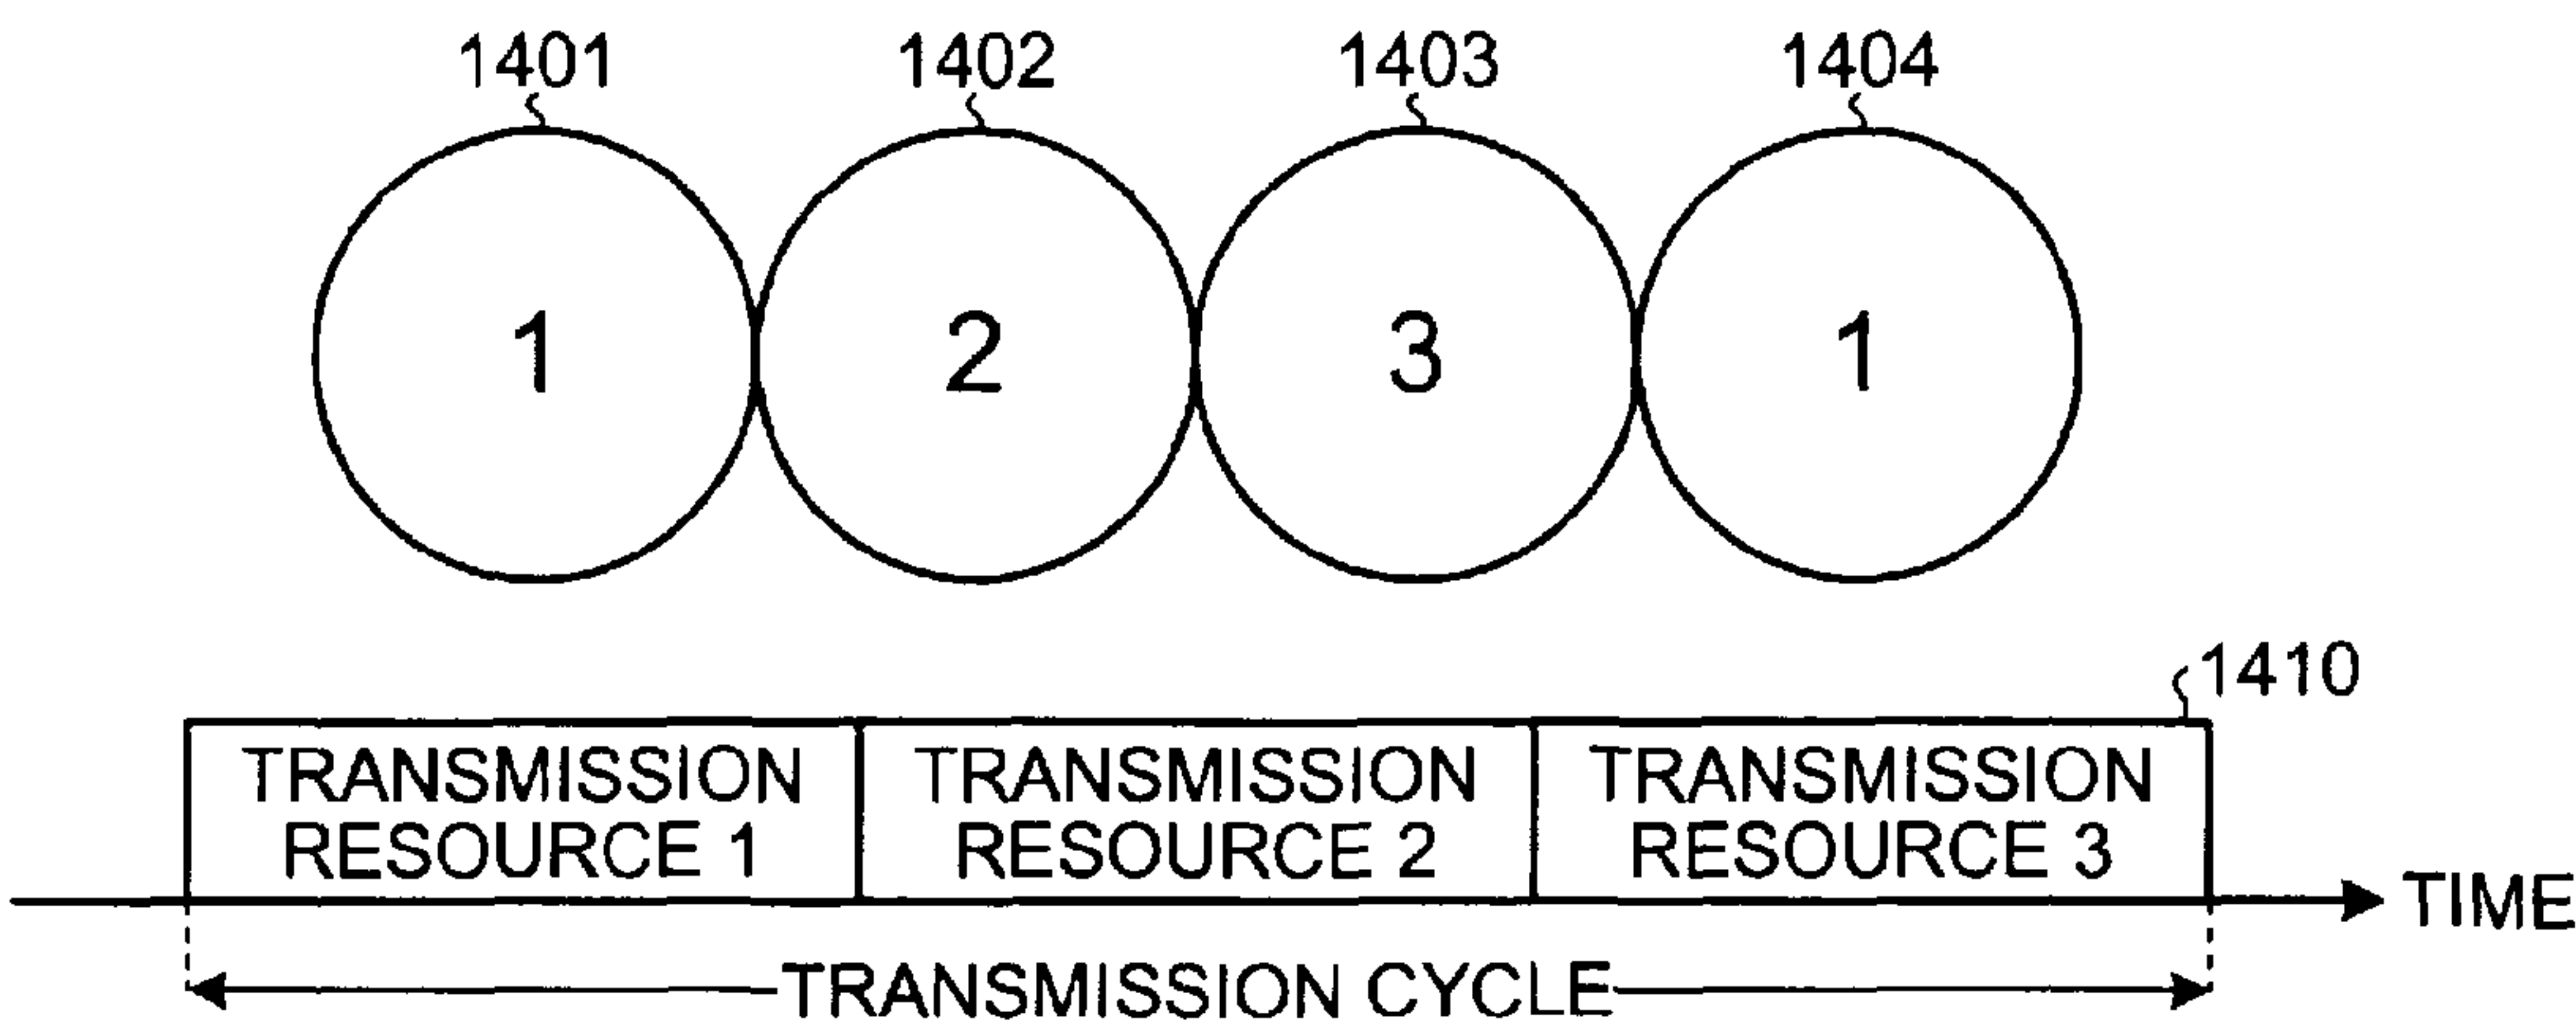 1401 1402 1403 1404
1 2 3 1
1410
TRANSMISSION TRANSMISSION TRANSMISSION
RESOURCE 1 RESOURCE 2 RESOURCE 3
TIME
TRANSMISSION CYCLE